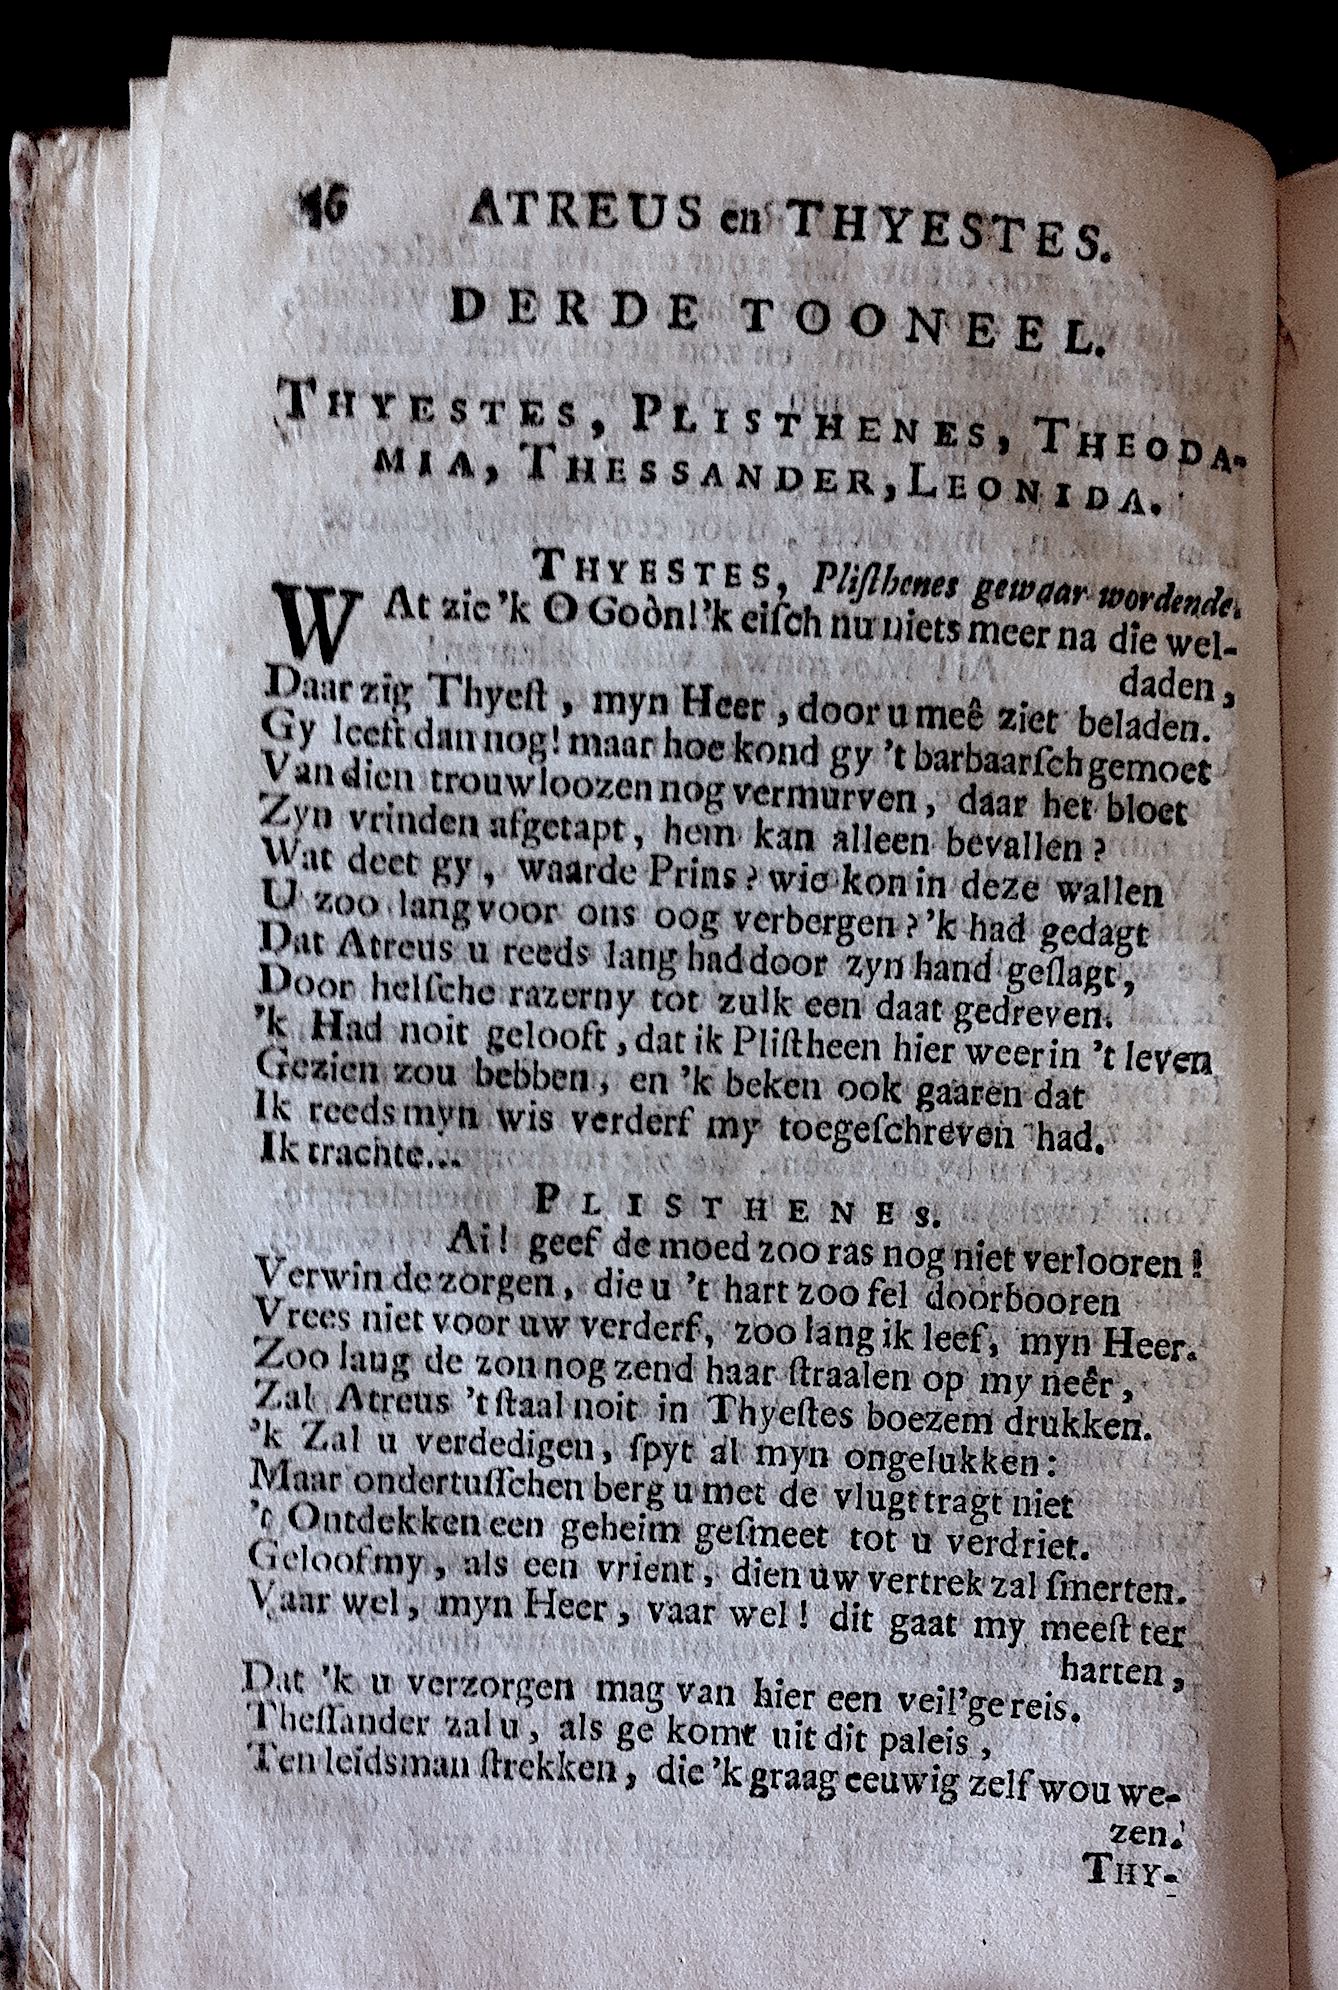 46 ATREUS en THYESTES.
DERDE TOONEEL.
THYESTES, PLISTHENES, THEODA-
MIA, THESSANDER, LEONIDA.
THYESTES, Pliſthenes gewaar wordende.
WAt zie 'k O Goôn! 'k eiſch nu niets meer na die wel-
daden,
Daar zig Thyeſt, myn Heer, door u meê ziet beladen.
Gy leeft dan nog! maar hoe kond gy 't barbaarſch gemoet
Van dien trouwloozen nog vermurven, daar het bloet
Zyn vrinden afgetapt, hem kan alleen bevallen?
Wat deet gy, waarde Prins? wie kon in deze wallen
U zoo lang voor ons oog verbergen? 'k had gedagt
Dat Atreus u reeds lang had door zyn hand geſlagt,
Door helſche razerny tot zulk een daat gedreven.
'k Had noit gelooft, dat ik Pliſtheen hier weer in 't leven
Gezien zou hebben, en 'k beken ook gaaren dat
Ik reeds myn wis verderf my toegeſchreven had.
Ik trachte...
PLISTHENES.
Ai! geef de moed zoo ras nog niet verlooren!
Verwin de zorgen, die u 't hart zoo fel doorbooren
Vrees niet voor uw verderf, zoo lang ik leef, myn Heer.
Zoo lang de zon nog zend haar ſtraalen op my neêr,
Zal Atreus 't ſtaal noit in Thyeſtes boezem drukken.
'k Zal u verdedigen, ſpyt al myn ongelukken:
Maar ondertuſſchen berg u met de vlugt tragt niet
't Ontdekken een geheim geſmeet tot u verdriet.
Geloof my, als een vrient, dien uw vertrek zal ſmerten.
Vaar wel, myn Heer, vaar wel! dit gaat my meeſt ter
harten,
Dat 'k u verzorgen mag van hier een veil'ge reis.
Theſſander zal u, als ge komt uit dit paleis,
Ten leidsman ſtrekken, die 'k graag eeuwig zelf wou we-
zen.
THY-